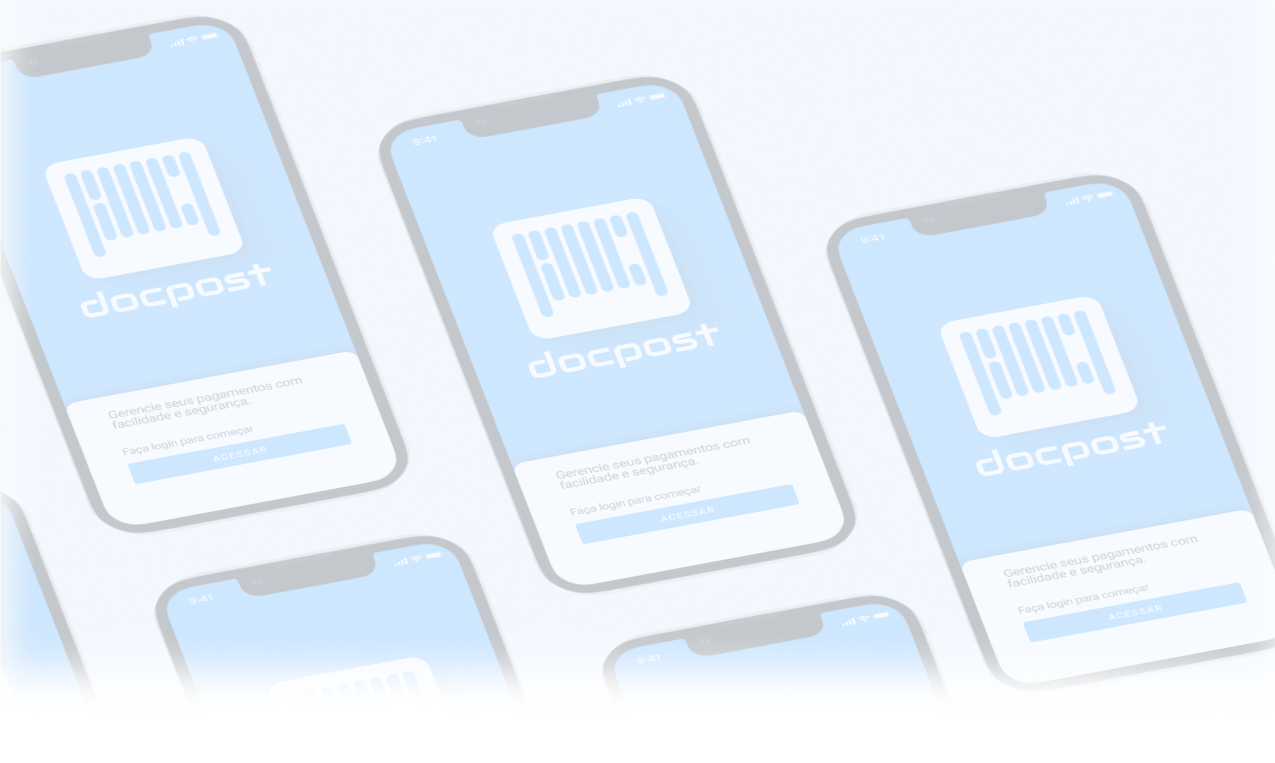 docpost
Gerencie seus pagamentos com
facilidade e segurança.
Faça login para começar
ACESSAR
9:41
docpost
Gerencie seus pagamentos com
facilidade e segurança.
Faça login para começar
ACESSAR
9:41
docpost
Gerencie seus pagamentos com
facilidade e segurança.
Faça login para começar
ACESSAR
9:41
9:41